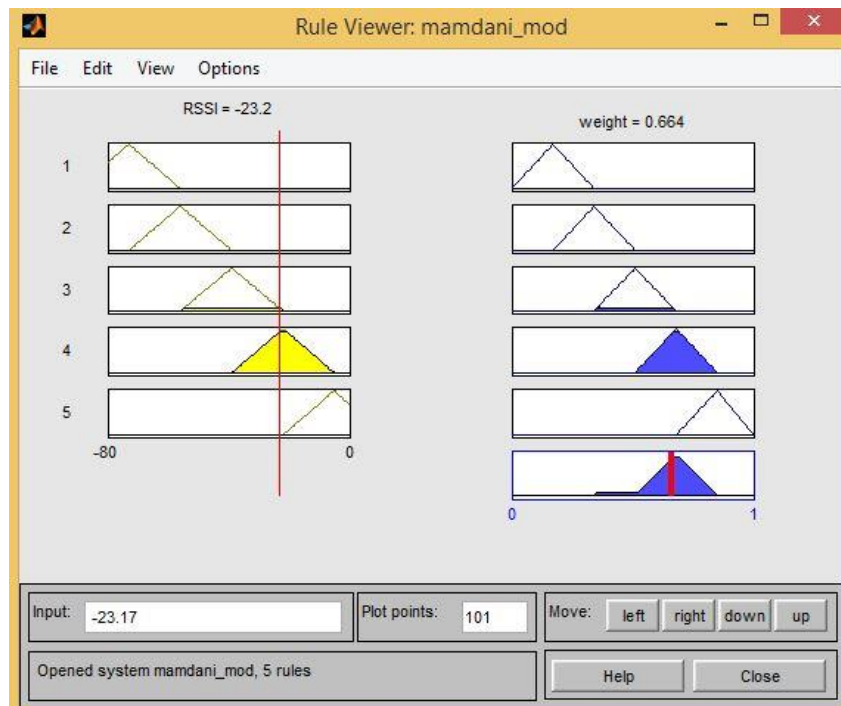 Rule Viewer: mamdani_mod
File Edit View Options
RSSI = -23.2
weight = 0.664
1
2
3
4
5
-80 0
0 1
Input: -23.17 Plot points: 101 Move: left right down up
Opened system mamdani_mod, 5 rules Help Close